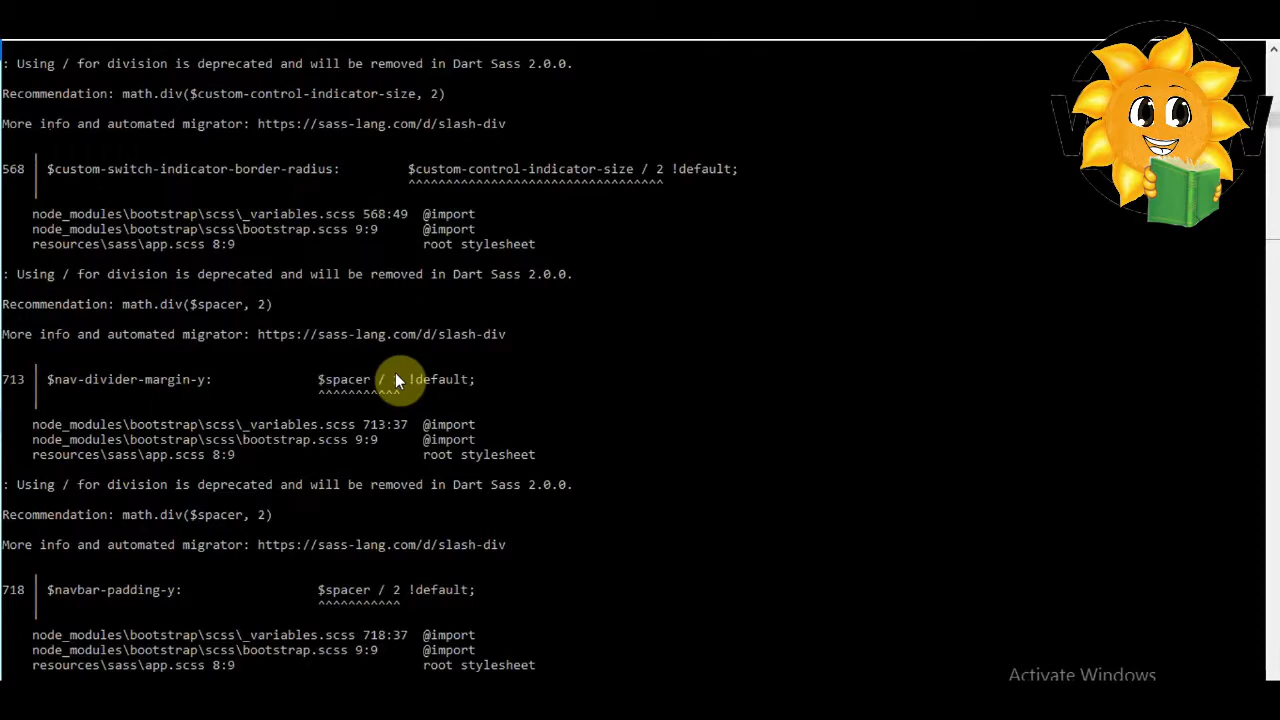 : Using / for division is deprecated and will be removed in Dart Sass 2.0.0.
Recommendation: math.div($custom-control-indicator-size, 2)
More info and automated migrator: https://sass-lang.com/d/slash-div
568 | $custom-switch-indicator-border-radius: $custom-control-indicator-size / 2 !default;
^^^^^^^^^^^^^^^^^^^^^^^^^^^^^^^^^^
node_modules\bootstrap\scss\_variables.scss 568:49 @import
node_modules\bootstrap\scss\bootstrap.scss 9:9 @import
resources\sass\app.scss 8:9 root stylesheet
: Using / for division is deprecated and will be removed in Dart Sass 2.0.0.
Recommendation: math.div($spacer, 2)
More info and automated migrator: https://sass-lang.com/d/slash-div
713 | $nav-divider-margin-y: $spacer / !default;
^^^^^^^^^^^
node_modules\bootstrap\scss\_variables.scss 713:37 @import
node_modules\bootstrap\scss\bootstrap.scss 9:9 @import
resources\sass\app.scss 8:9 root stylesheet
: Using / for division is deprecated and will be removed in Dart Sass 2.0.0.
Recommendation: math.div($spacer, 2)
More info and automated migrator: https://sass-lang.com/d/slash-div
718 | $navbar-padding-y: $spacer / 2 !default;
^^^^^^^^^^^
node_modules\bootstrap\scss\_variables.scss 718:37 @import
node_modules\bootstrap\scss\bootstrap.scss 9:9 @import
resources\sass\app.scss 8:9 root stylesheet
Activate Windows